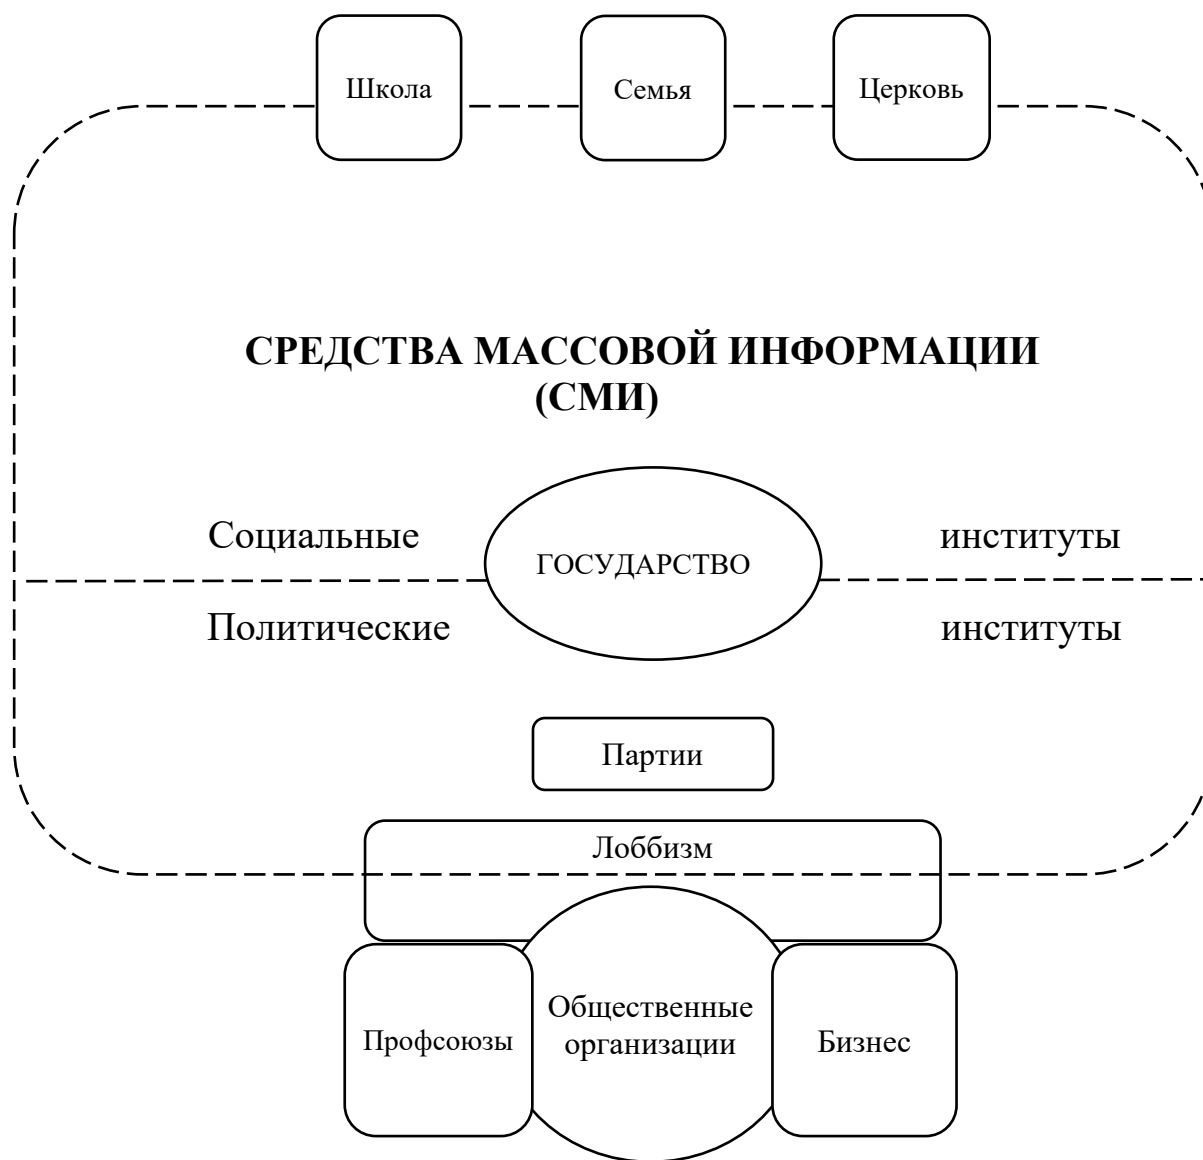 Школа
Семья
Церковь
СРЕДСТВА МАССОВОЙ ИНФОРМАЦИИ
(СМИ)
Социальные
институты
ГОСУДАРСТВО
Политические
институты
Партии
Лоббизм
Профсоюзы
Общественные
организации
Бизнес